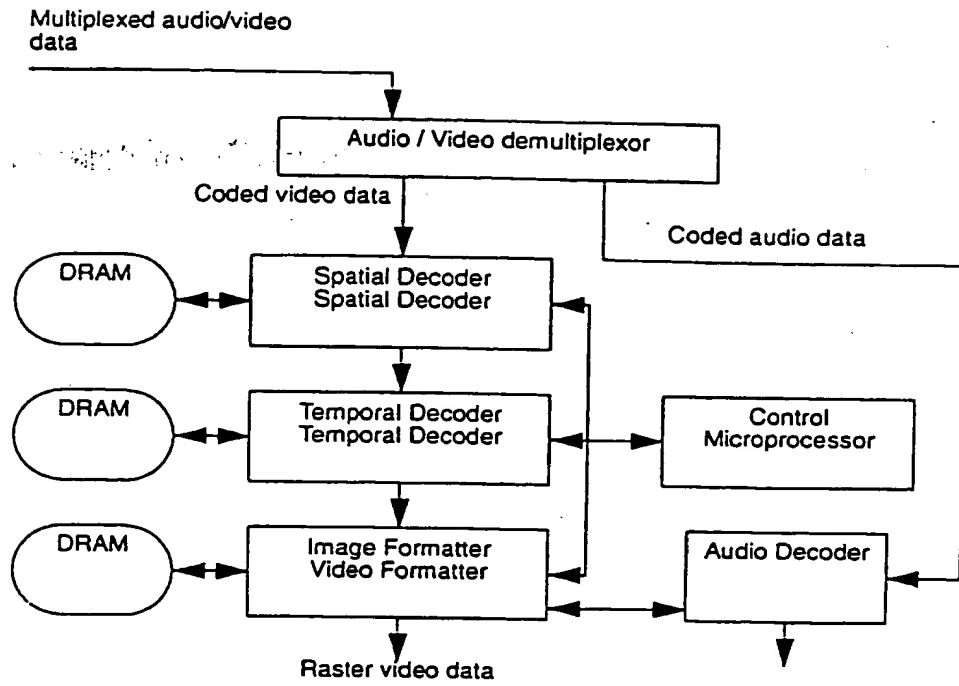 Multiplexed audio/video
data
Audio / Video demultiplexor
Coded video data
Coded audio data
DRAM
Spatial Decoder
Spatial Decoder
DRAM
Temporal Decoder
Temporal Decoder
Control
Microprocessor
DRAM
Image Formatter
Video Formatter
Audio Decoder
Raster video data